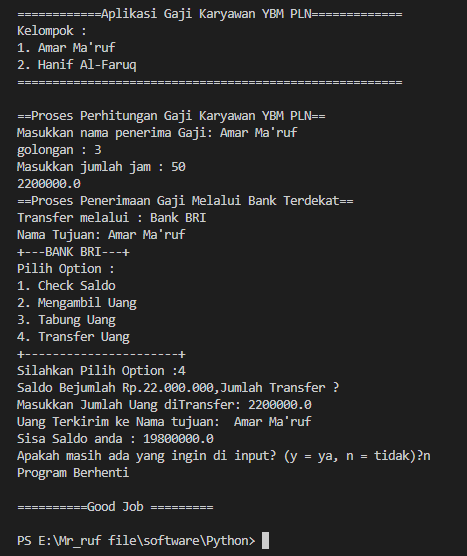 ============Aplikasi Gaji Karyawan YBM PLN=============
Kelompok :
1. Amar Ma'ruf
2. Hanif Al-Faruq
=======================================================
==Proses Perhitungan Gaji Karyawan YBM PLN==
Masukkan nama penerima Gaji: Amar Ma'ruf
golongan : 3
Masukkan jumlah jam : 50
2200000.0
==Proses Penerimaan Gaji Melalui Bank Terdekat==
Transfer melalui : Bank BRI
Nama Tujuan: Amar Ma'ruf
+---BANK BRI---+
Pilih Option :
1. Check Saldo
2. Mengambil Uang
3. Tabung Uang
4. Transfer Uang
+----------------------+
Silahkan Pilih Option :4
Saldo Bejumlah Rp.22.000.000,Jumlah Transfer ?
Masukkan Jumlah Uang diTransfer: 2200000.0
Uang Terkirim ke Nama tujuan:  Amar Ma'ruf
Sisa Saldo anda : 19800000.0
Apakah masih ada yang ingin di input? (y = ya, n = tidak)?n
Program Berhenti
==========Good Job =========
PS E:\Mr_ruf file\software\Python>